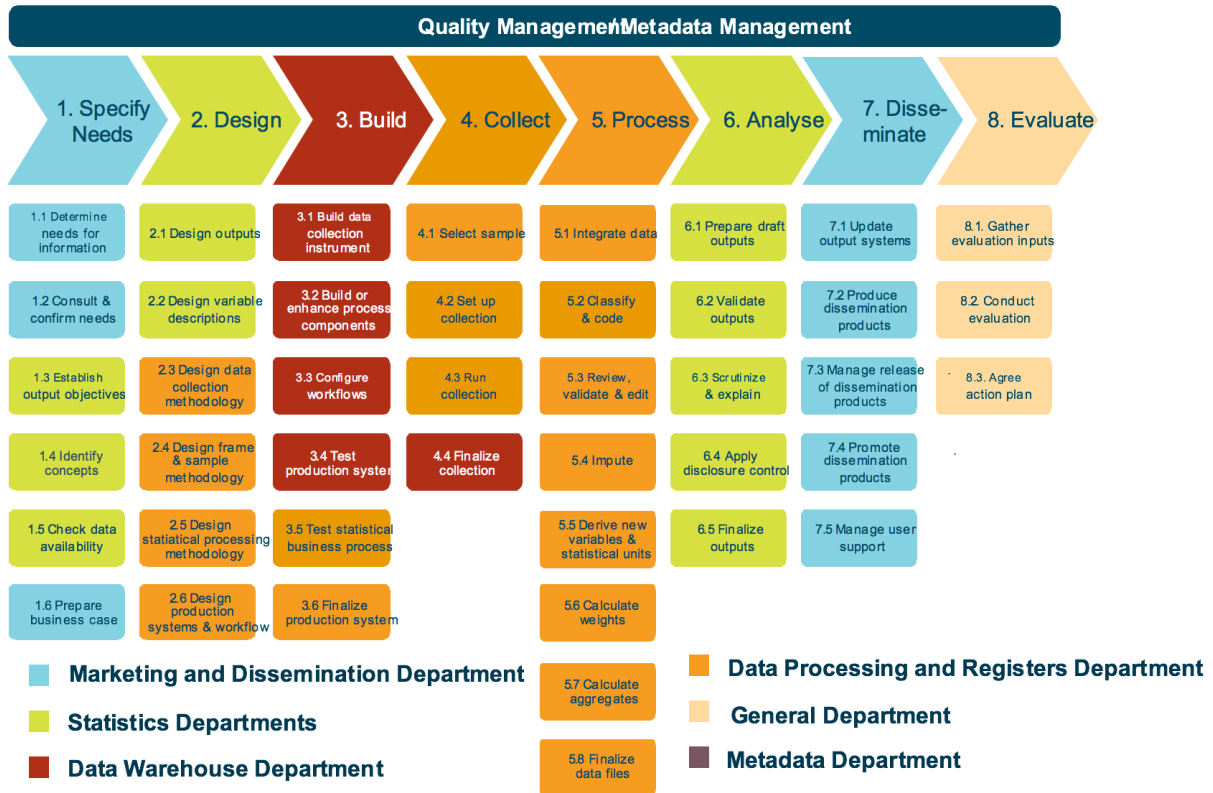 Quality Management/Metadata Management
1. Specify
Needs
2. Design
3. Build
4. Collect
5. Process
6. Analyse
7. Disse-
minate
8. Evaluate
1.1 Determine
needs for
information
2.1 Design outputs
3.1 Build data
collection
instrument
4.1 Select sample
5.1 Integrate data
6.1 Prepare draft
outputs
7.1 Update
output systems
8.1. Gather
evaluation inputs
1.2 Consult &
confirm needs
2.2 Design variable
descriptions
3.2 Build or
enhance process
components
4.2 Set up
collection
5.2 Classify
& code
6.2 Validate
outputs
7.2 Produce
dissemination
products
8.2. Conduct
evaluation
1.3 Establish
output objectives
2.3 Design data
collection
methodology
3.3 Configure
workflows
4.3 Run
collection
5.3 Review,
validate & edit
6.3 Scrutinize
& explain
7.3 Manage release
of dissemination
products
8.3. Agree
action plan
1.4 Identify
concepts
2.4 Design frame
& sample
methodology
3.4 Test
production system
4.4 Finalize
collection
5.4 Impute
6.4 Apply
disclosure control
7.4 Promote
dissemination
products
1.5 Check data
availability
2.5 Design
statiatical processing
methodology
3.5 Test statistical
business process
5.5 Derive new
variables &
statistical units
6.5 Finalize
outputs
7.5 Manage user
support
1.6 Prepare
business case
2.6 Design
production
systems & workflow
3.6 Finalize
production system
5.6 Calculate
weights
5.7 Calculate
aggregates
5.8 Finalize
data files
Marketing and Dissemination Department
Statistics Departments
Data Warehouse Department
Data Processing and Registers Department
General Department
Metadata Department